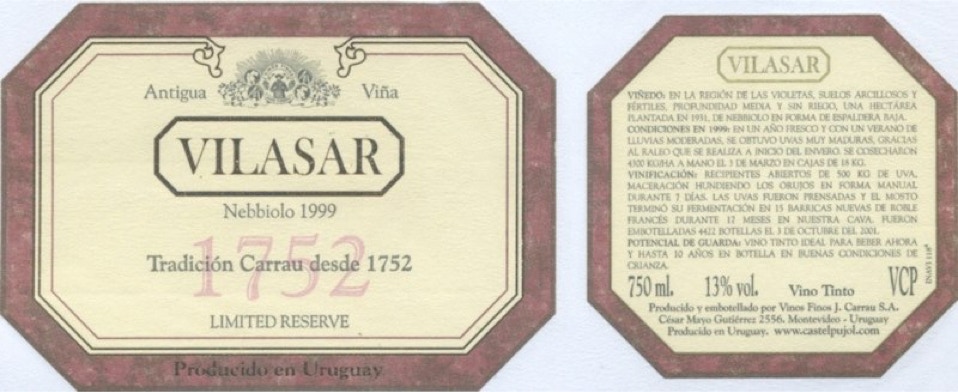 Antigua Viña
VILASAR
Nebbiolo 1999
1752
Tradición Carrau desde 1752
LIMITED RESERVE
Producido en Uruguay
VILASAR
VIÑEDO: EN LA REGIÓN DE LAS VIOLETAS, SUELOS ARCILLOSOS Y
FÉRTILES, PROFUNDIDAD MEDIA Y SIN RIEGO, UNA HECTÁREA
PLANTADA EN 1931, DE NEBBIOLO EN FORMA DE ESPALDERA BAJA.
CONDICIONES EN 1999: EN UN AÑO FRESCO Y CON UN VERANO DE
LLUVIAS MODERADAS, SE OBTUVO UVAS MUY MADURAS, GRACIAS
AL RALEO QUE SE REALIZA A INICIO DEL ENVERO. SE COSECHARON
4300 KG/HA A MANO EL 3 DE MARZO EN CAJAS DE 18 KG.
VINIFICACIÓN: RECIPIENTES ABIERTOS DE 500 KG DE UVA,
MACERACIÓN HUNDIENDO LOS ORUJOS EN FORMA MANUAL
DURANTE 7 DÍAS. LAS UVAS FUERON PRENSADAS Y EL MOSTO
TERMINÓ SU FERMENTACIÓN EN 15 BARRICAS NUEVAS DE ROBLE
FRANCÉS DURANTE 17 MESES EN NUESTRA CAVA. FUERON
EMBOTELLADAS 4422 BOTELLAS EL 3 DE OCTUBRE DEL 2001.
POTENCIAL DE GUARDA: VINO TINTO IDEAL PARA BEBER AHORA
Y HASTA 10 AÑOS EN BOTELLA EN BUENAS CONDICIONES DE
CRIANZA.
750 ml. 13% vol. Vino Tinto VCP
Producido y embotellado por Vinos Finos J. Carrau S.A.
César Mayo Gutiérrez 2556. Montevideo - Uruguay
Producido en Uruguay. www.castelpujol.com